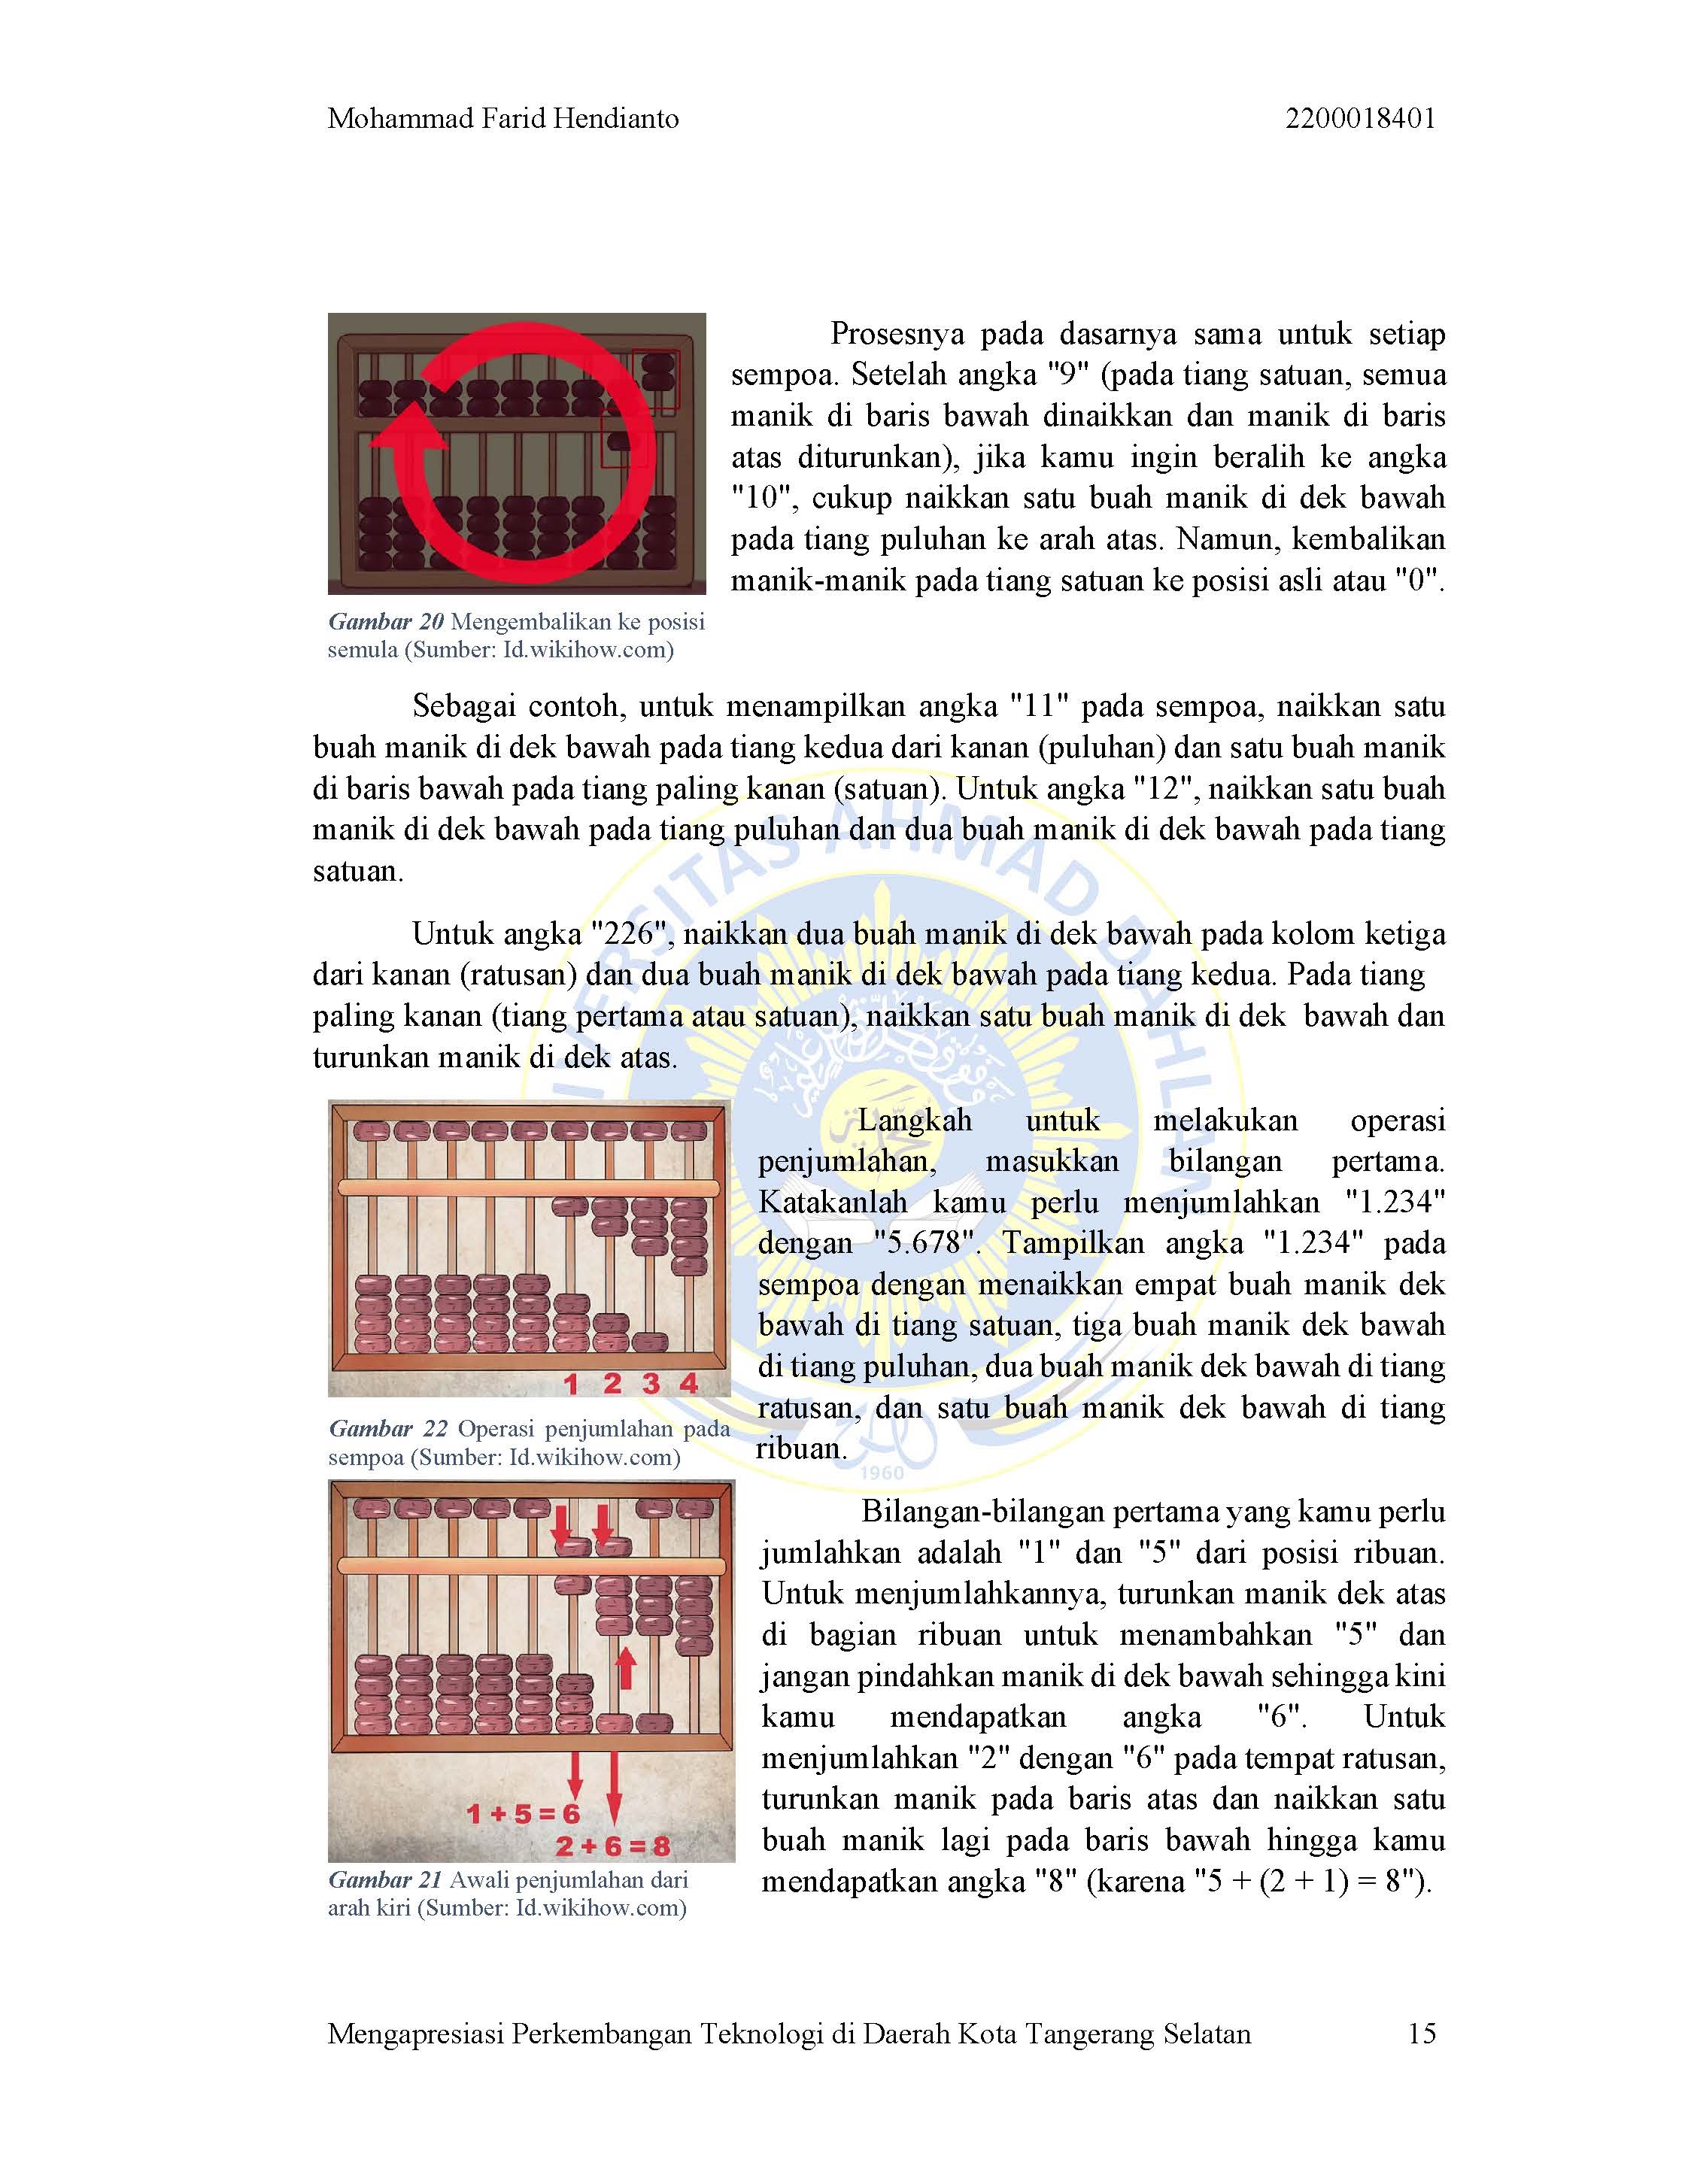 Mohammad Farid Hendianto 2200018401
Prosesnya pada dasarnya sama untuk setiap
sempoa. Setelah angka "9" (pada tiang satuan, semua
manik di baris bawah dinaikkan dan manik di baris
atas diturunkan), jika kamu ingin beralih ke angka
"10", cukup naikkan satu buah manik di dek bawah
pada tiang puluhan ke arah atas. Namun, kembalikan
manik-manik pada tiang satuan ke posisi asli atau "0".
Gambar 20 Mengembalikan ke posisi
semula (Sumber: Id.wikihow.com)
Sebagai contoh, untuk menampilkan angka "11" pada sempoa, naikkan satu
buah manik di dek bawah pada tiang kedua dari kanan (puluhan) dan satu buah manik
di baris bawah pada tiang paling kanan (satuan). Untuk angka "12", naikkan satu buah
manik di dek bawah pada tiang puluhan dan dua buah manik di dek bawah pada tiang
satuan.
Untuk angka "226", naikkan dua buah manik di dek bawah pada kolom ketiga
dari kanan (ratusan) dan dua buah manik di dek bawah pada tiang kedua. Pada tiang
paling kanan (tiang pertama atau satuan), naikkan satu buah manik di dek bawah dan
turunkan manik di dek atas.
1 2 3 4
Gambar 22 Operasi penjumlahan pada
sempoa (Sumber: Id.wikihow.com)
Langkah untuk melakukan operasi
penjumlahan, masukkan bilangan pertama.
Katakanlah kamu perlu menjumlahkan "1.234"
dengan "5.678". Tampilkan angka "1.234" pada
sempoa dengan menaikkan empat buah manik dek
bawah di tiang satuan, tiga buah manik dek bawah
di tiang puluhan, dua buah manik dek bawah di tiang
ratusan, dan satu buah manik dek bawah di tiang
ribuan.
1 + 5 = 6
2 + 6 = 8
Gambar 21 Awali penjumlahan dari
arah kiri (Sumber: Id.wikihow.com)
Bilangan-bilangan pertama yang kamu perlu
jumlahkan adalah "1" dan "5" dari posisi ribuan.
Untuk menjumlahkannya, turunkan manik dek atas
di bagian ribuan untuk menambahkan "5" dan
jangan pindahkan manik di dek bawah sehingga kini
kamu mendapatkan angka "6". Untuk
menjumlahkan "2" dengan "6" pada tempat ratusan,
turunkan manik pada baris atas dan naikkan satu
buah manik lagi pada baris bawah hingga kamu
mendapatkan angka "8" (karena "5 + (2 + 1) = 8").
AHMAD DAHLAN
1960
Mengapresiasi Perkembangan Teknologi di Daerah Kota Tangerang Selatan 15